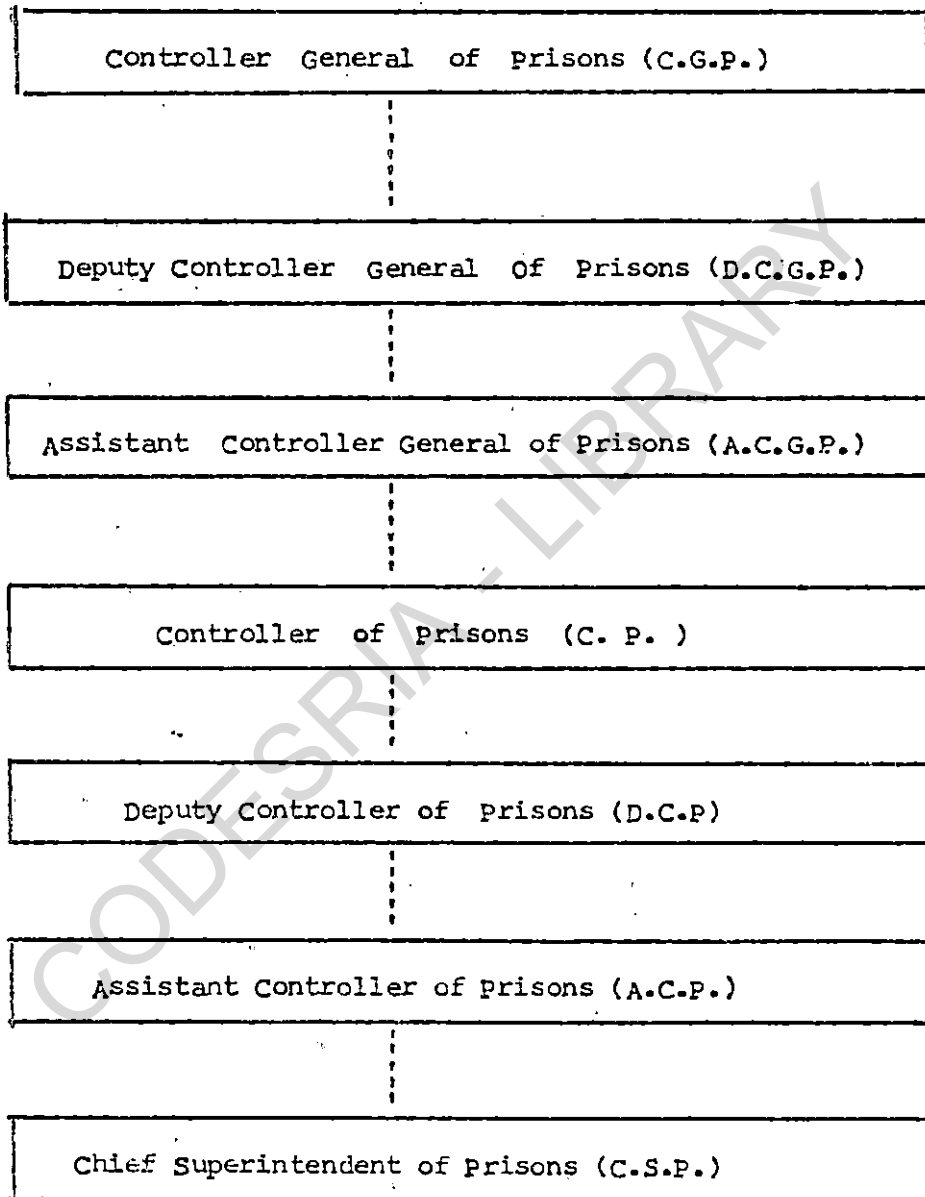 Controller General of Prisons (C.G.P.)
Deputy Controller General Of Prisons (D.C.G.P.)
Assistant Controller General of Prisons (A.C.G.P.)
Controller of Prisons (C. P. )
Deputy Controller of Prisons (D.C.P)
Assistant Controller of Prisons (A.C.P.)
Chief Superintendent of Prisons (C.S.P.)
CODESRIA - LIBRARY